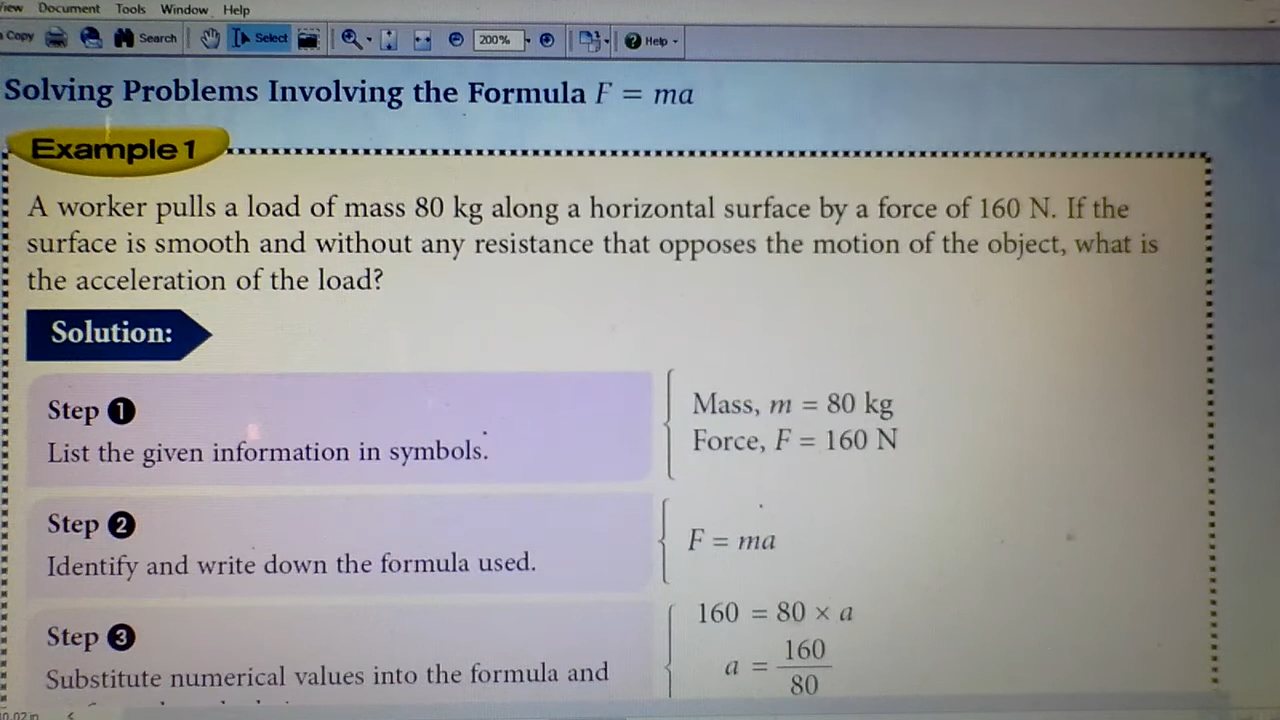 View Document Tools Window Help
Copy Search Select 200% Help
Solving Problems Involving the Formula F = ma
Example 1
A worker pulls a load of mass 80 kg along a horizontal surface by a force of 160 N. If the
surface is smooth and without any resistance that opposes the motion of the object, what is
the acceleration of the load?
Solution:
Step 1
List the given information in symbols.
Mass, m = 80 kg
Force, F = 160 N
Step 2
Identify and write down the formula used.
F = ma
Step 3
Substitute numerical values into the formula and
160 = 80 × a
a = 160/80